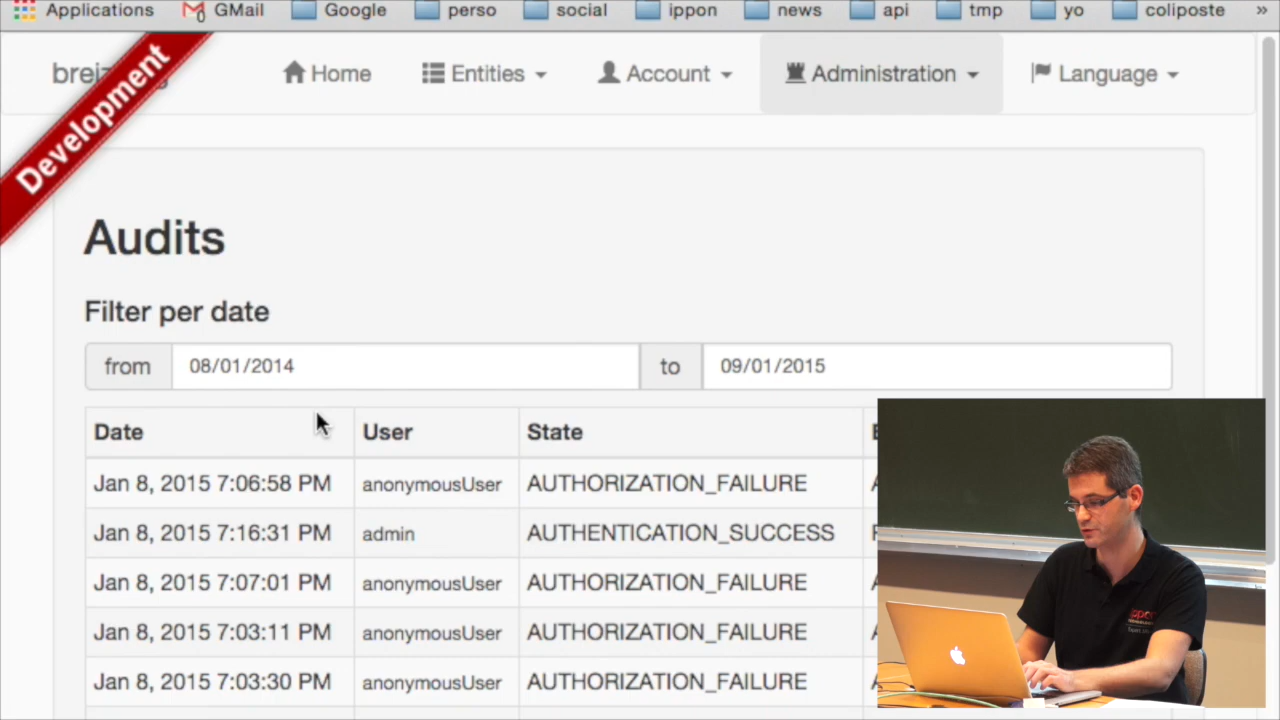 Applications GMail Google perso social ippon news api tmp yo coliposte »
Development
Home Entities Account Administration Language
Audits
Filter per date
from 08/01/2014 to 09/01/2015
Date User State
Jan 8, 2015 7:06:58 PM anonymousUser AUTHORIZATION_FAILURE
Jan 8, 2015 7:16:31 PM admin AUTHENTICATION_SUCCESS
Jan 8, 2015 7:07:01 PM anonymousUser AUTHORIZATION_FAILURE
Jan 8, 2015 7:03:11 PM anonymousUser AUTHORIZATION_FAILURE
Jan 8, 2015 7:03:30 PM anonymousUser AUTHORIZATION_FAILURE
ippon